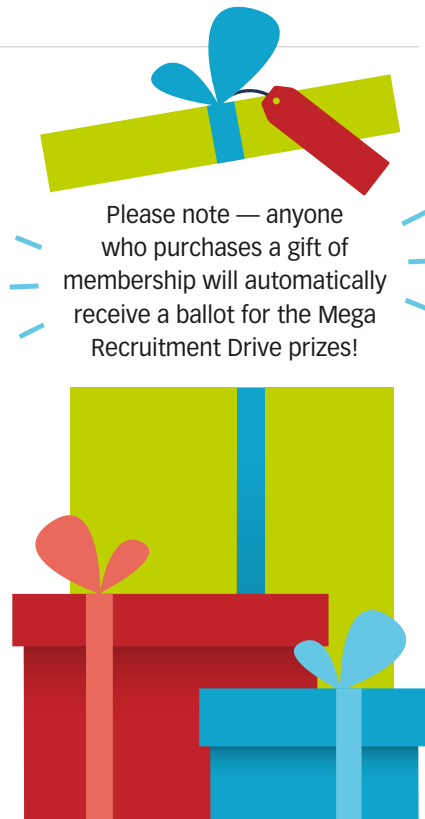 Please note — anyone
who purchases a gift of
membership will automatically
receive a ballot for the Mega
Recruitment Drive prizes!